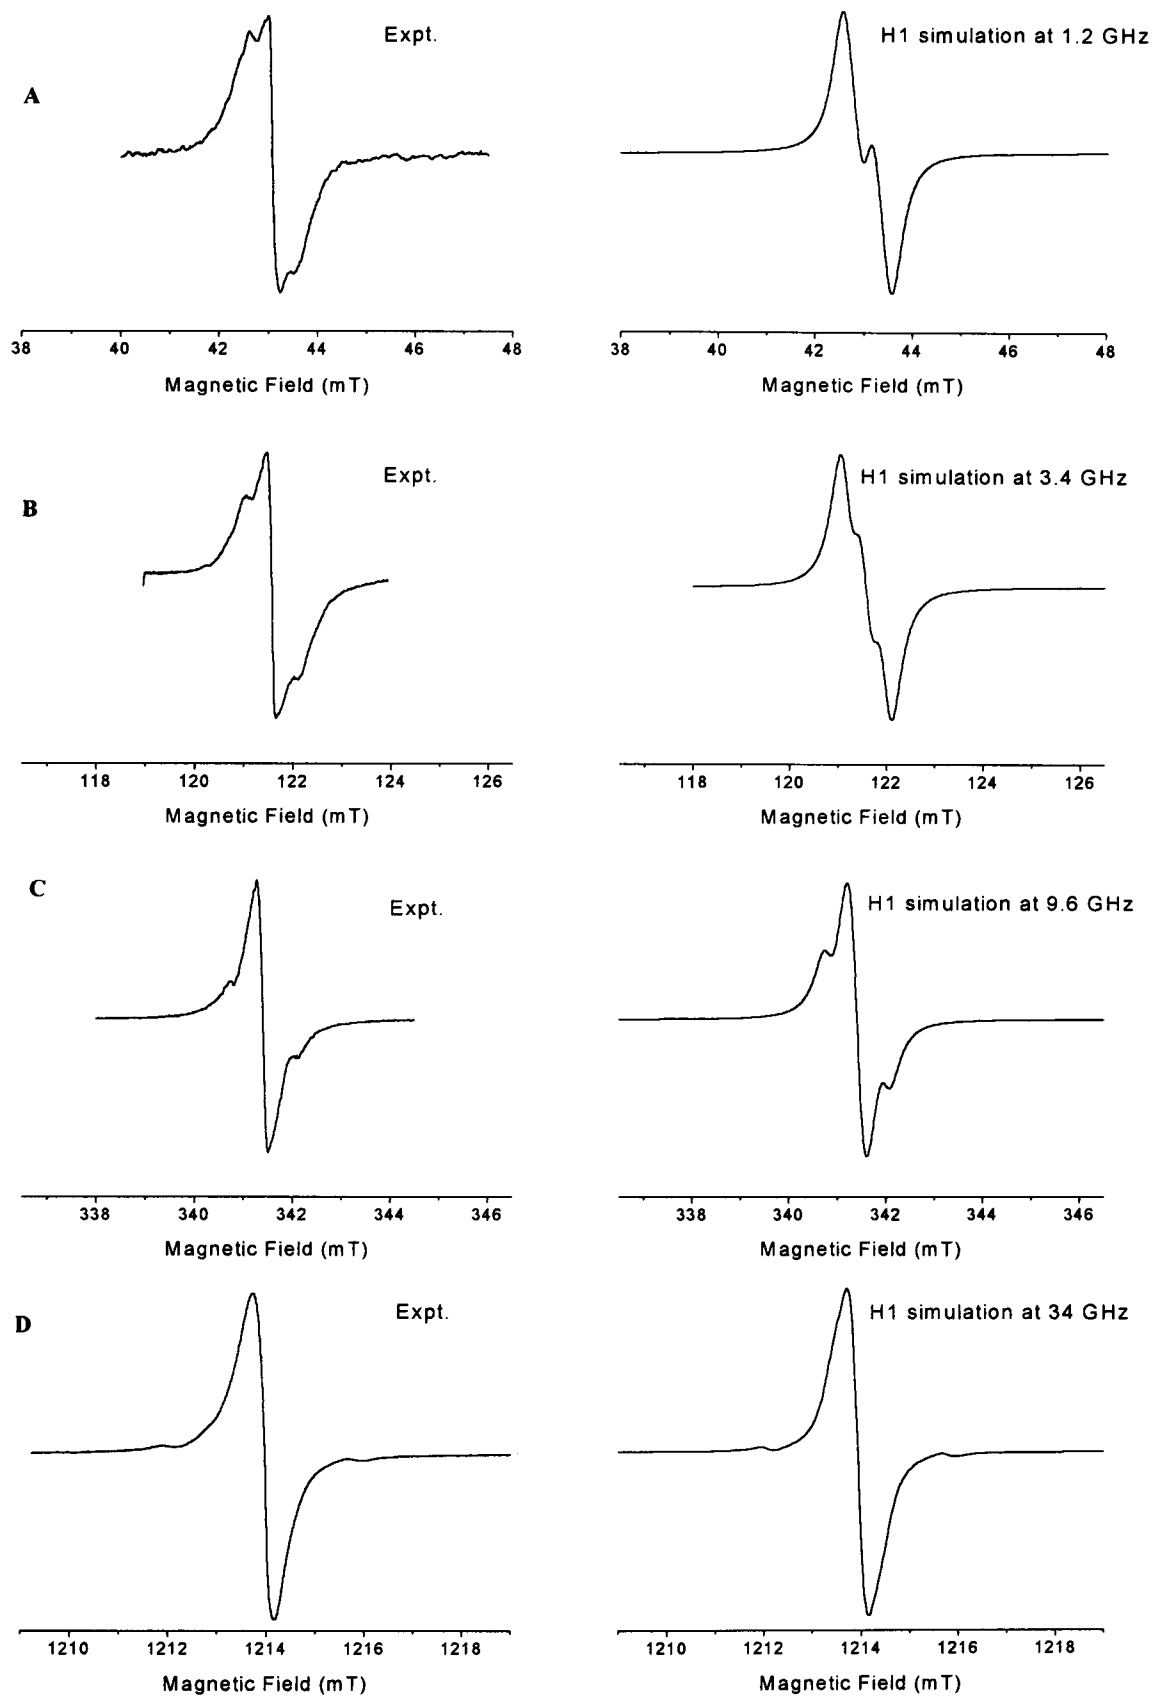 Expt.
H1 simulation at 1.2 GHz
A
38 40 42 44 46 48
38 40 42 44 46 48
Magnetic Field (mT)
Magnetic Field (mT)
Expt.
H1 simulation at 3.4 GHz
B
118 120 122 124 126
118 120 122 124 126
Magnetic Field (mT)
Magnetic Field (mT)
C
Expt.
H1 simulation at 9.6 GHz
338 340 342 344 346
338 340 342 344 346
Magnetic Field (mT)
Magnetic Field (mT)
D
Expt.
H1 simulation at 34 GHz
1210 1212 1214 1216 1218
1210 1212 1214 1216 1218
Magnetic Field (mT)
Magnetic Field (mT)